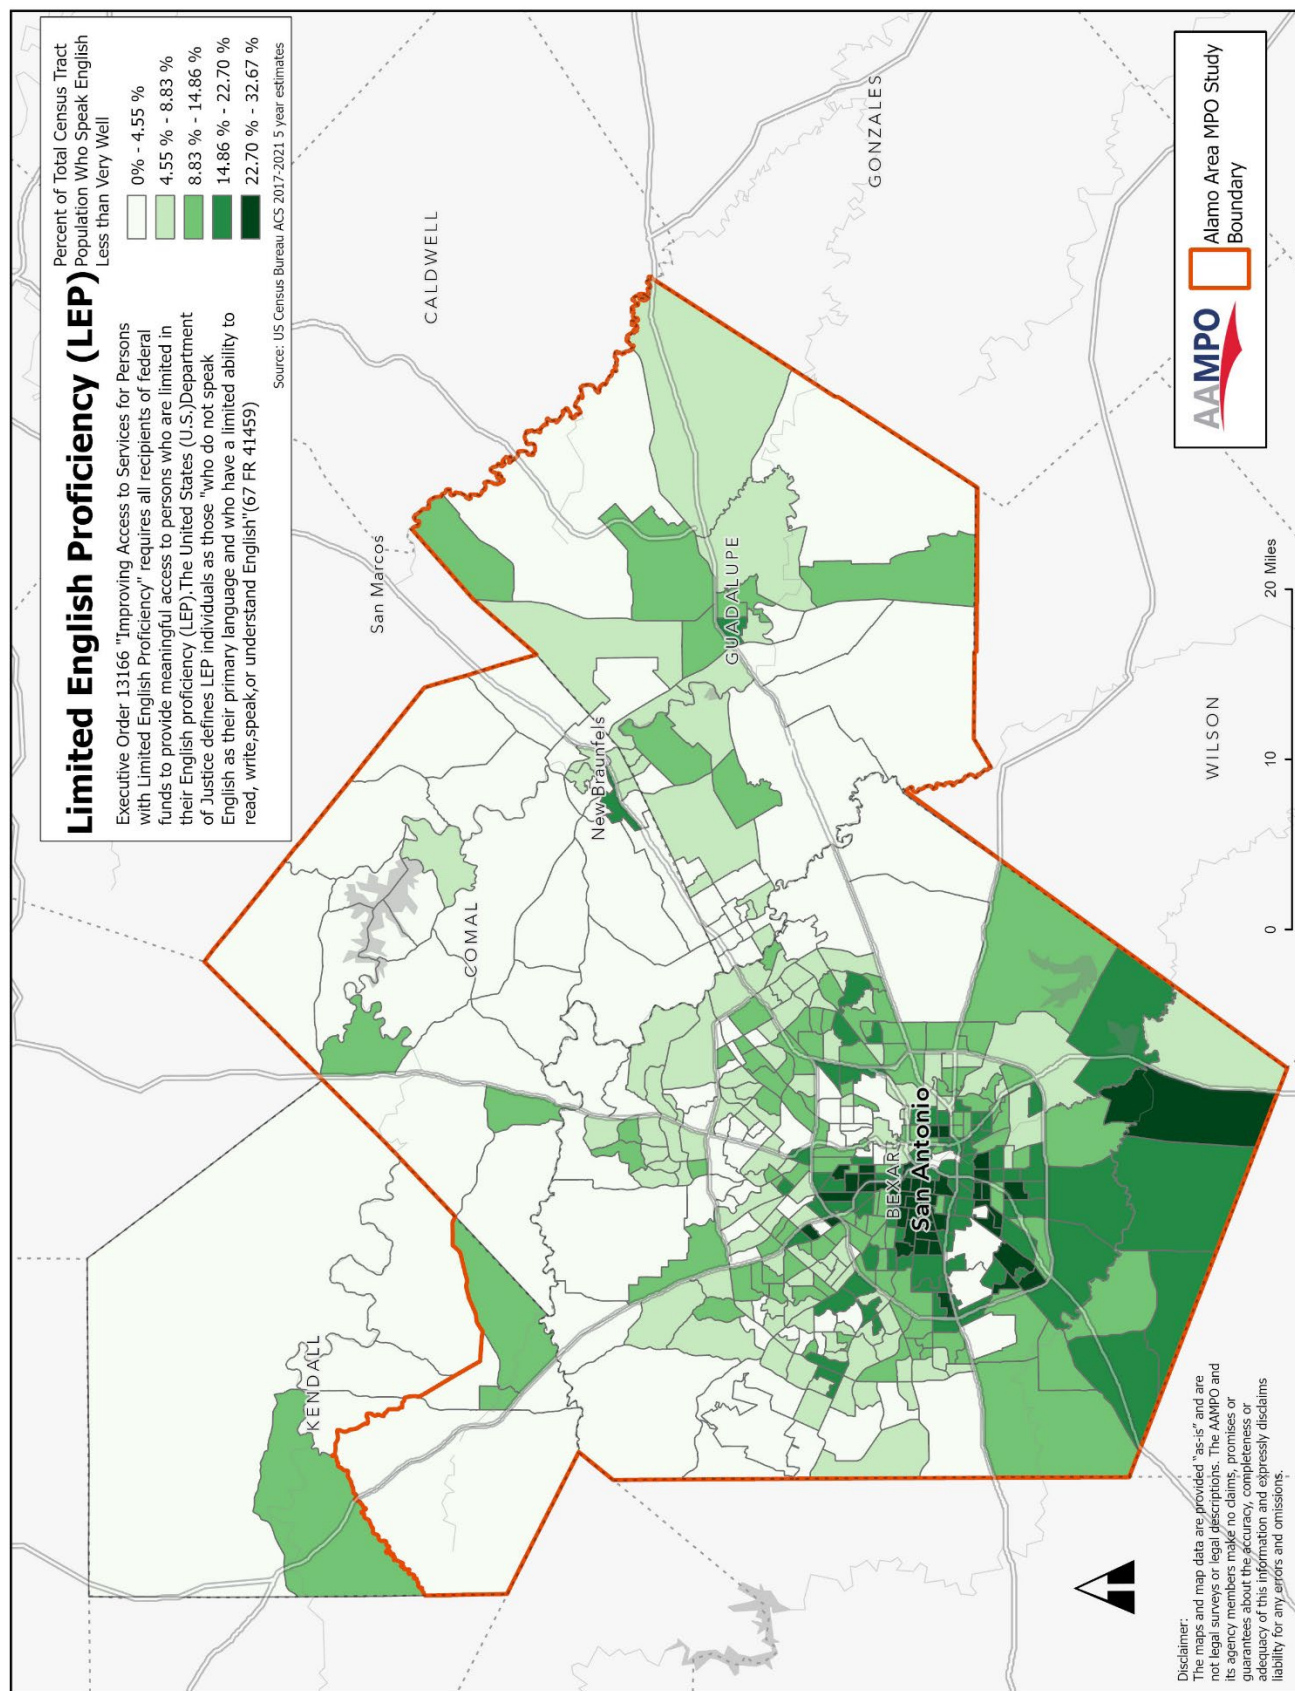 Limited English Proficiency (LEP)
Executive Order 13166 "Improving Access to Services for Persons
with Limited English Proficiency" requires all recipients of federal
funds to provide meaningful access to persons who are limited in
their English proficiency (LEP).The United States (U.S.)Department
of Justice defines LEP individuals as those "who do not speak
English as their primary language and who have a limited ability to
read, write,speak,or understand English"(67 FR 41459)
Percent of Total Census Tract
Population Who Speak English
Less than Very Well
0% - 4.55 %
4.55 % - 8.83 %
8.83 % - 14.86 %
14.86 % - 22.70 %
22.70 % - 32.67 %
Source: US Census Bureau ACS 2017-2021 5 year estimates
KENDALL
COMAL
San Marcos
CALDWELL
New Braunfels
GUADALUPE
GONZALES
BEXAR
San Antonio
WILSON
Disclaimer:
The maps and map data are provided "as-is" and are
not legal surveys or legal descriptions. The AAMPO and
its agency members make no claims, promises or
guarantees about the accuracy, completeness or
adequacy of this information and expressly disclaims
liability for any errors and omissions.
0 10 20 Miles
AAMPO
Alamo Area MPO Study
Boundary